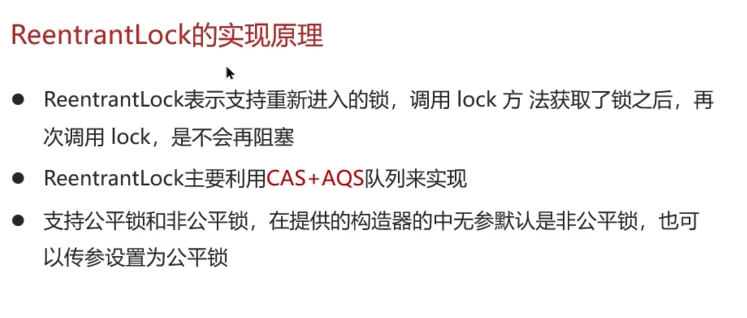 ReentrantLock的实现原理
● ReentrantLock表示支持重新进入的锁，调用 lock 方 法获取了锁之后，再
次调用 lock，是不会再阻塞
● ReentrantLock主要利用CAS+AQS队列来实现
● 支持公平锁和非公平锁，在提供的构造器的中无参默认是非公平锁，也可
以传参设置为公平锁